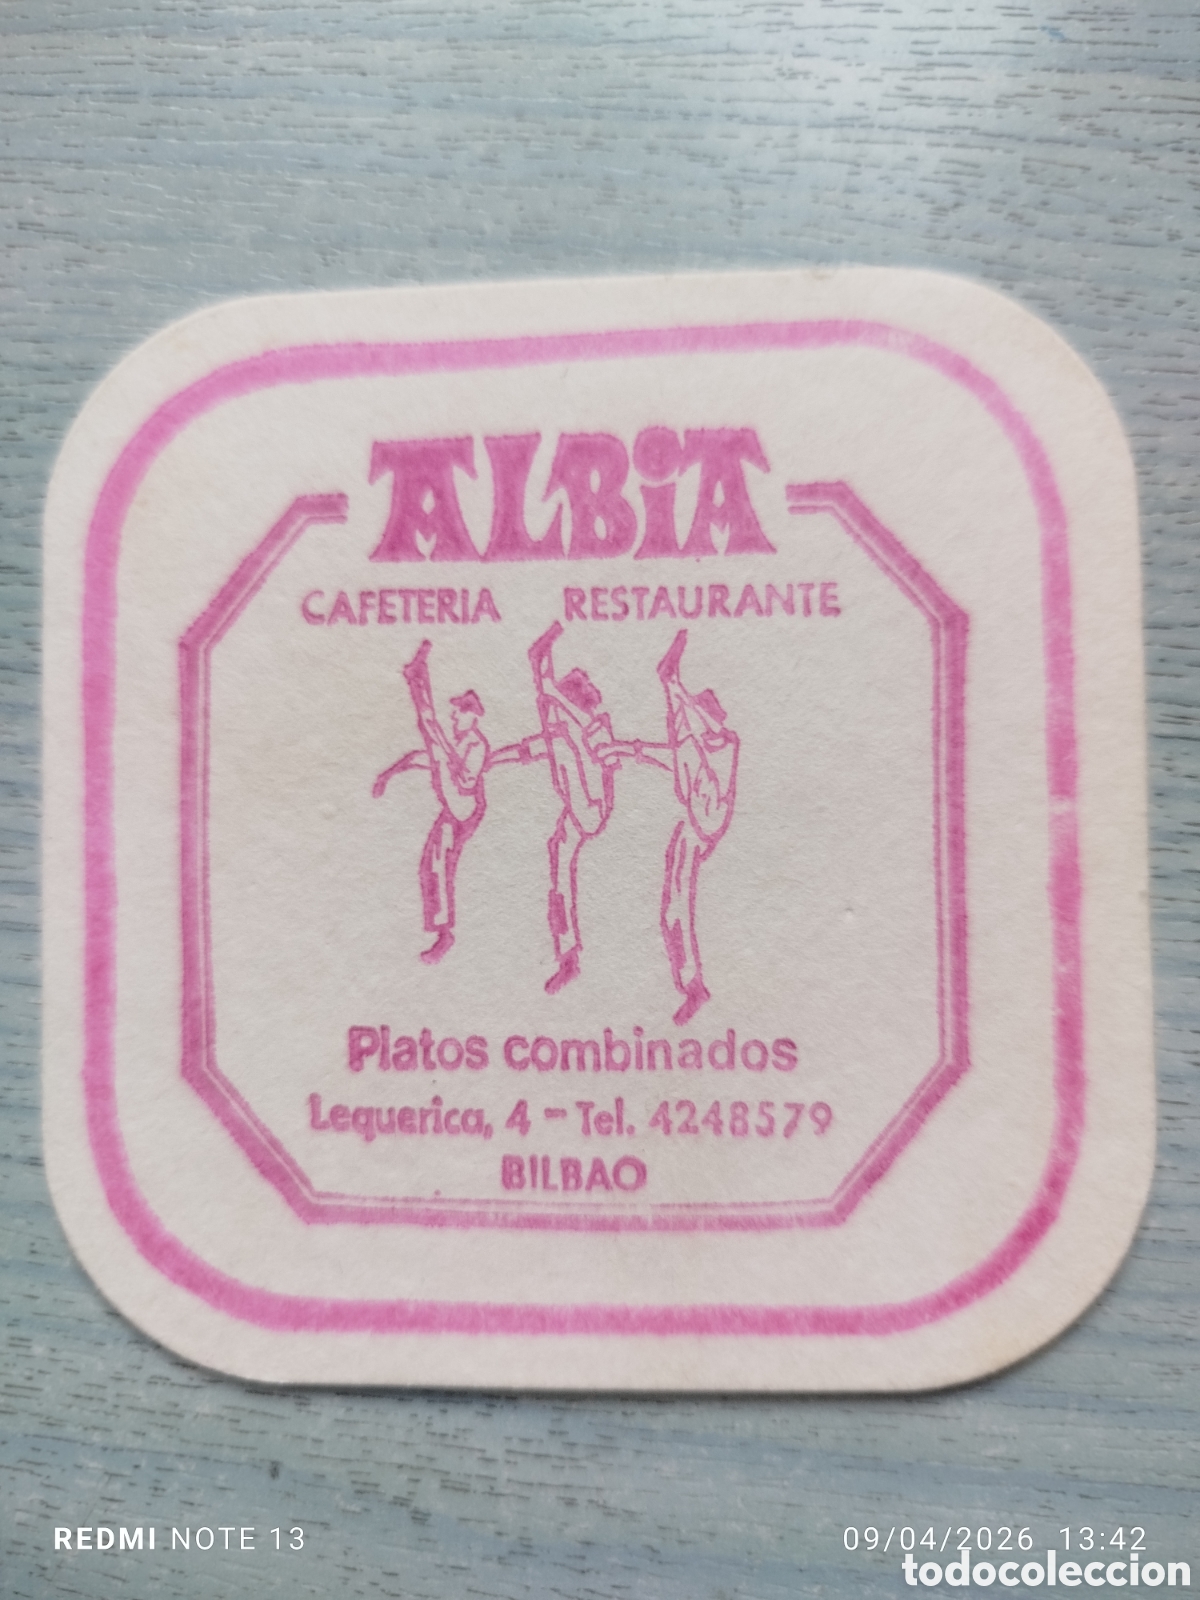 ALBiA
CAFETERIA RESTAURANTE
Platos combinados
Lequerica, 4 - Tel. 4248579
BILBAO
REDMI NOTE 13
09/04/2026 13:42
todocoleccion